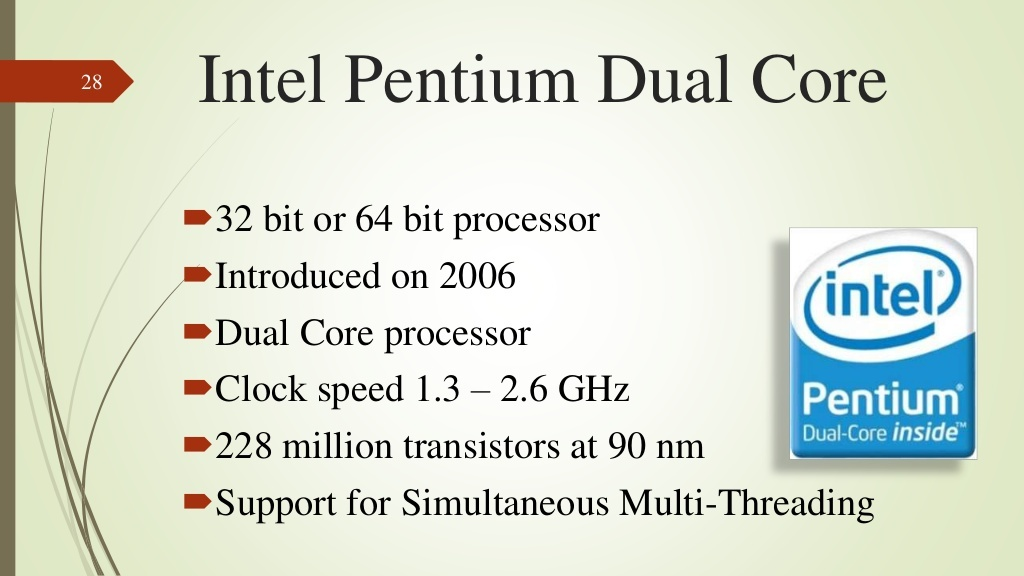 28
Intel Pentium Dual Core
32 bit or 64 bit processor
Introduced on 2006
Dual Core processor
Clock speed 1.3 – 2.6 GHz
228 million transistors at 90 nm
Support for Simultaneous Multi-Threading
intel®
Pentium®
Dual-Core inside™